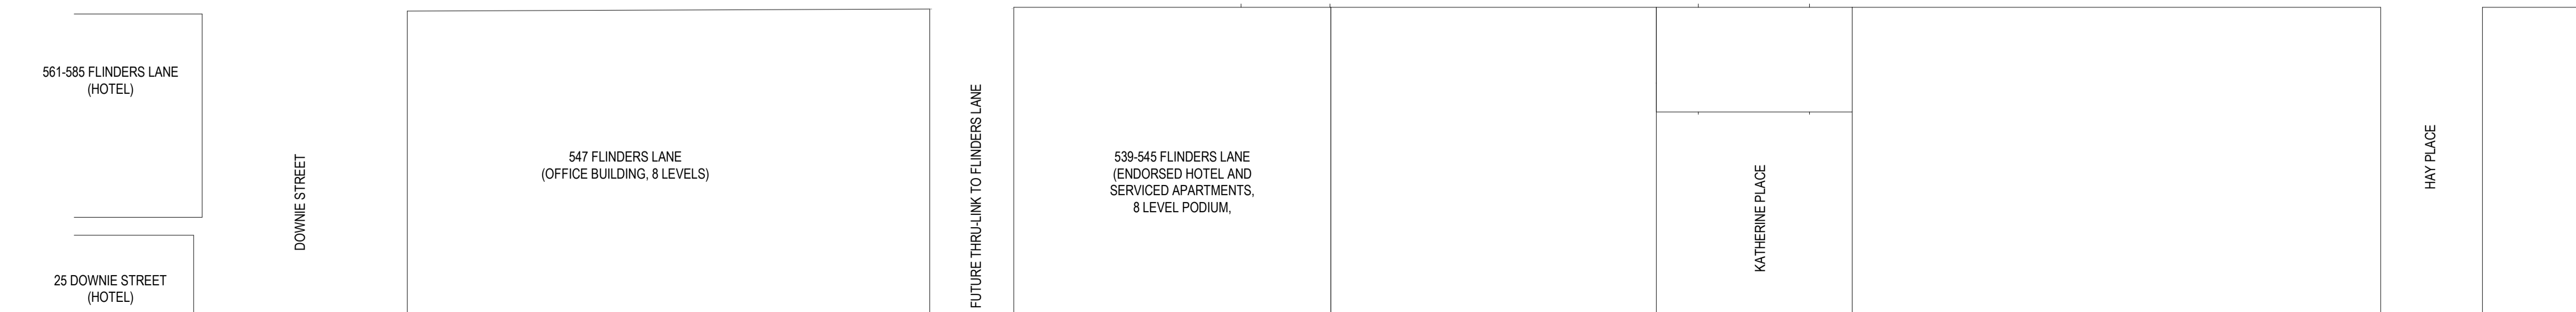 561-585 FLINDERS LANE
(HOTEL)
25 DOWNIE STREET
(HOTEL)
DOWNIE STREET
547 FLINDERS LANE
(OFFICE BUILDING, 8 LEVELS)
FUTURE THRU-LINK TO FLINDERS LANE
539-545 FLINDERS LANE
(ENDORSED HOTEL AND
SERVICED APARTMENTS,
8 LEVEL PODIUM,
KATHERINE PLACE
HAY PLACE